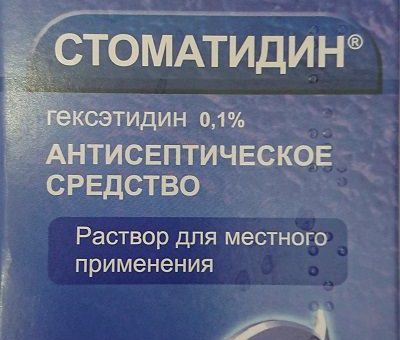 СТОМАТИДИН®
гексэтидин 0,1%
АНТИСЕПТИЧЕСКОЕ
СРЕДСТВО
Раствор для местного
применения